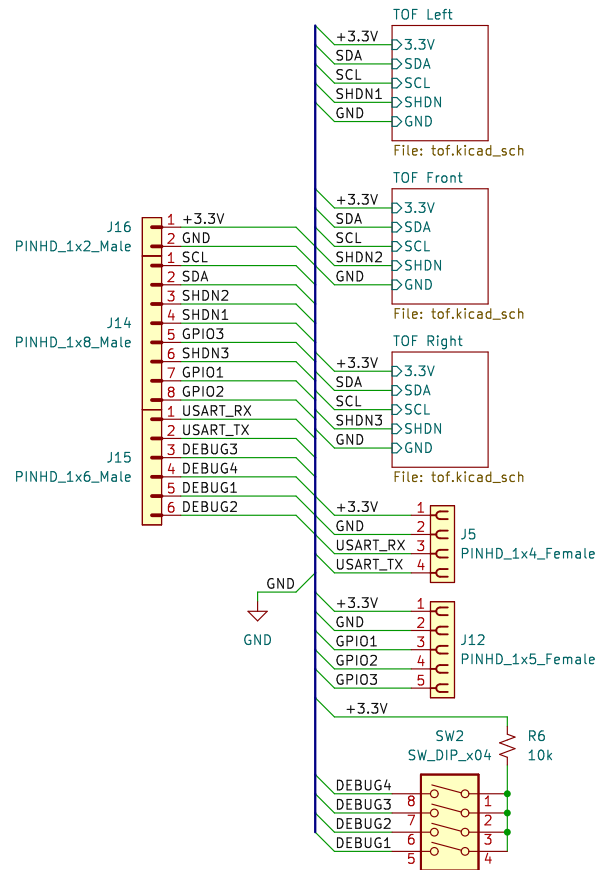 TOF Left
+3.3V 3.3V
SDA SDA
SCL SCL
SHDN1 SHDN
GND GND
File: tof.kicad_sch
TOF Front
+3.3V 3.3V
SDA SDA
SCL SCL
SHDN2 SHDN
GND GND
File: tof.kicad_sch
TOF Right
+3.3V 3.3V
SDA SDA
SCL SCL
SHDN3 SHDN
GND GND
File: tof.kicad_sch
J16
PINHD_1x2_Male
1 +3.3V
2 GND
J14
PINHD_1x8_Male
1 SCL
2 SDA
3 SHDN2
4 SHDN1
5 GPIO3
6 SHDN3
7 GPIO1
8 GPIO2
J15
PINHD_1x6_Male
1 USART_RX
2 USART_TX
3 DEBUG3
4 DEBUG4
5 DEBUG1
6 DEBUG2
+3.3V 1
GND 2
USART_RX 3
USART_TX 4
J5
PINHD_1x4_Female
GND
GND
+3.3V 1
GND 2
GPIO1 3
GPIO2 4
GPIO3 5
J12
PINHD_1x5_Female
+3.3V
R6
10k
SW2
SW_DIP_x04
DEBUG4 8 1
DEBUG3 7 2
DEBUG2 6 3
DEBUG1 5 4